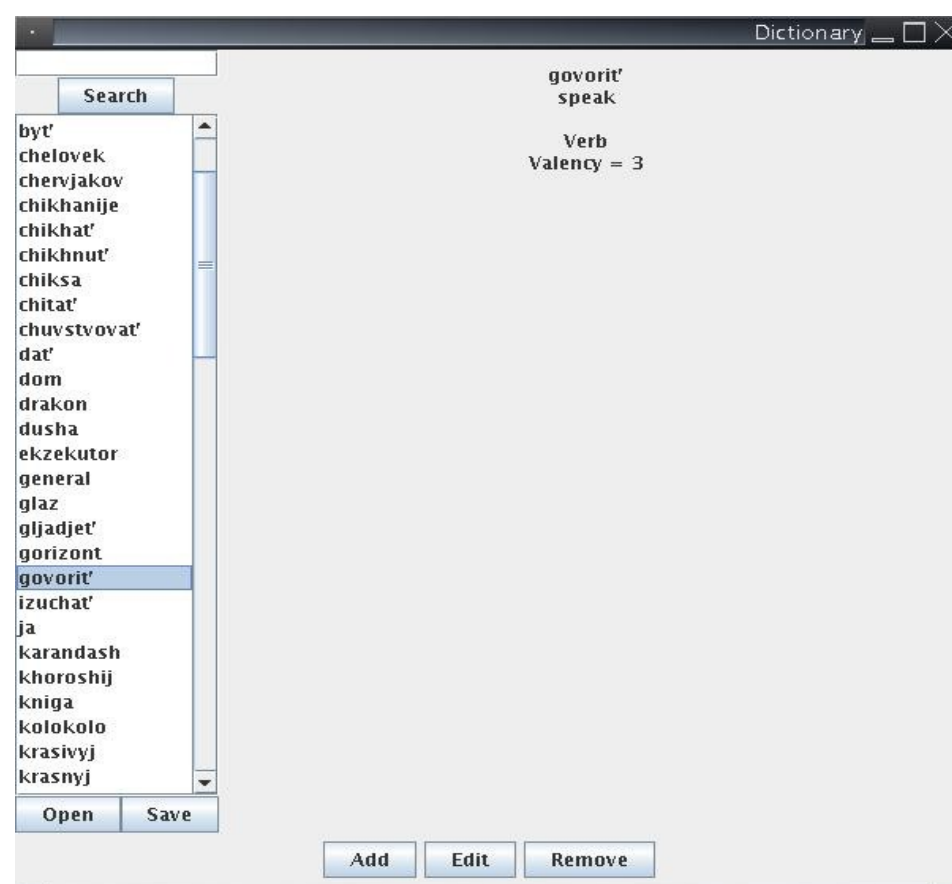 Dictionary
Search
byt'
chelovek
chervjakov
chikhanije
chikhat'
chikhnut'
chiksa
chitat'
chuvstvovat'
dat'
dom
drakon
dusha
ekzekutor
general
glaz
gljadjet'
gorizont
govorit'
izuchat'
ja
karandash
khoroshij
kniga
kolokolo
krasivyj
krasnyj
Open Save
govorit'
speak
Verb
Valency = 3
Add Edit Remove